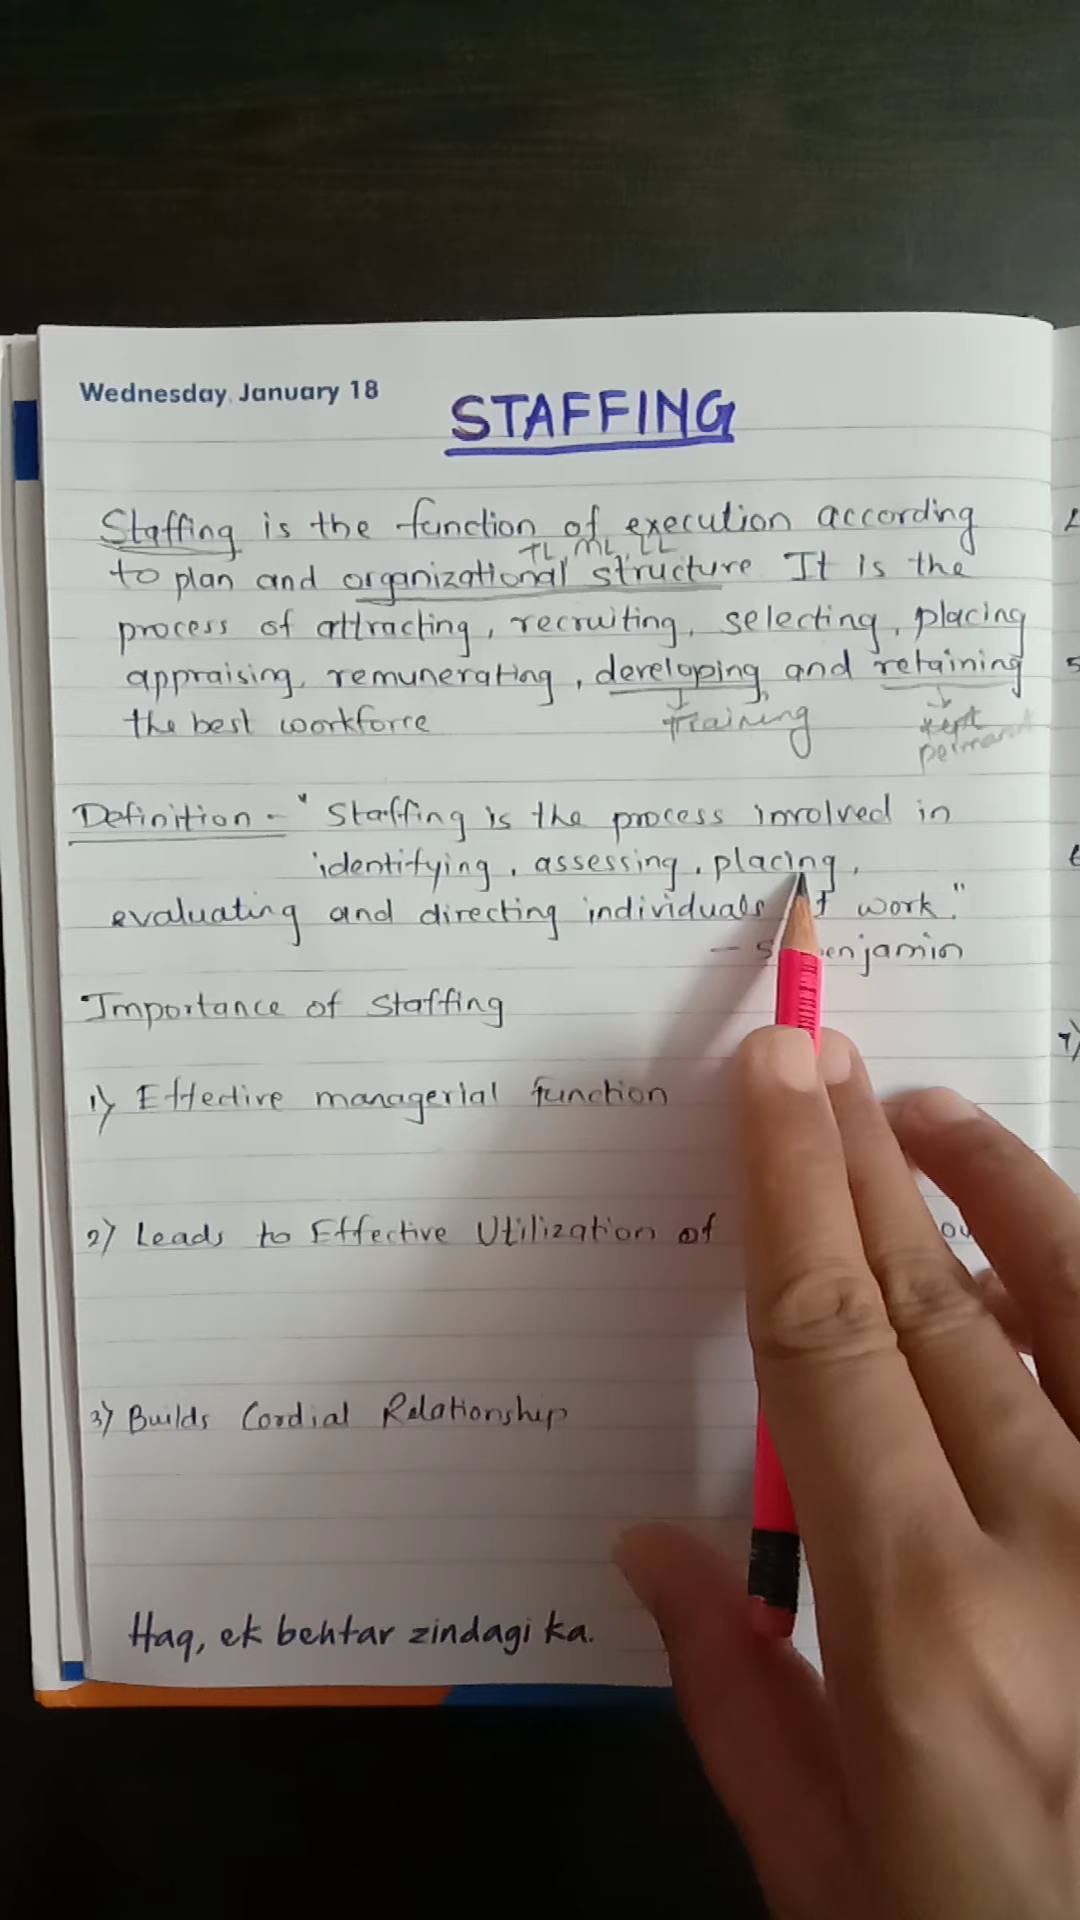 Wednesday, January 18
STAFFING
Staffing is the function of execution according
TL, ML, LL
to plan and organizational structure It is the
process of attracting, recruiting, selecting, placing
appraising, remunerating, developing and retaining
the best workforce
training
kept
Definition - "Staffing is the process involved in
identifying, assessing, placing,
evaluating and directing individuals work."
Importance of Staffing
1) Effective managerial function
2) Leads to Effective Utilization of
3) Builds Cordial Relationship
Haq, ek behtar zindagi ka.